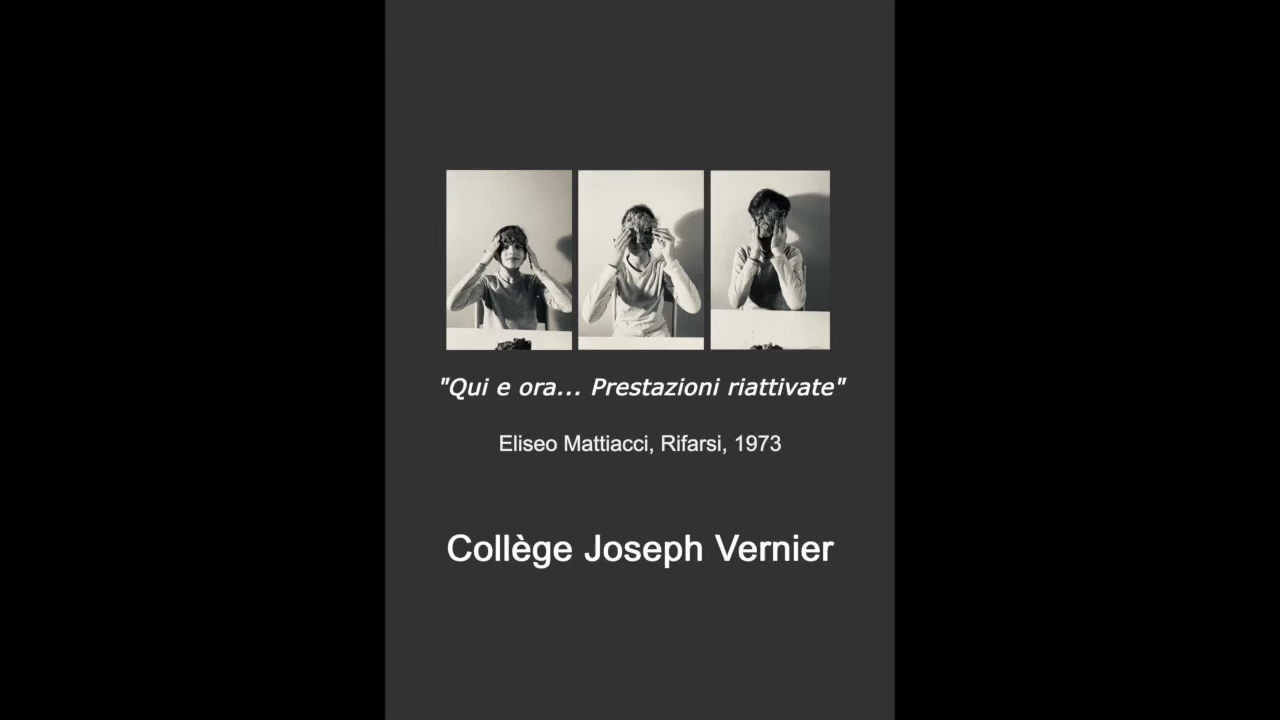 "Qui e ora... Prestazioni riattivate"
Eliseo Mattiacci, Rifarsi, 1973
Collège Joseph Vernier